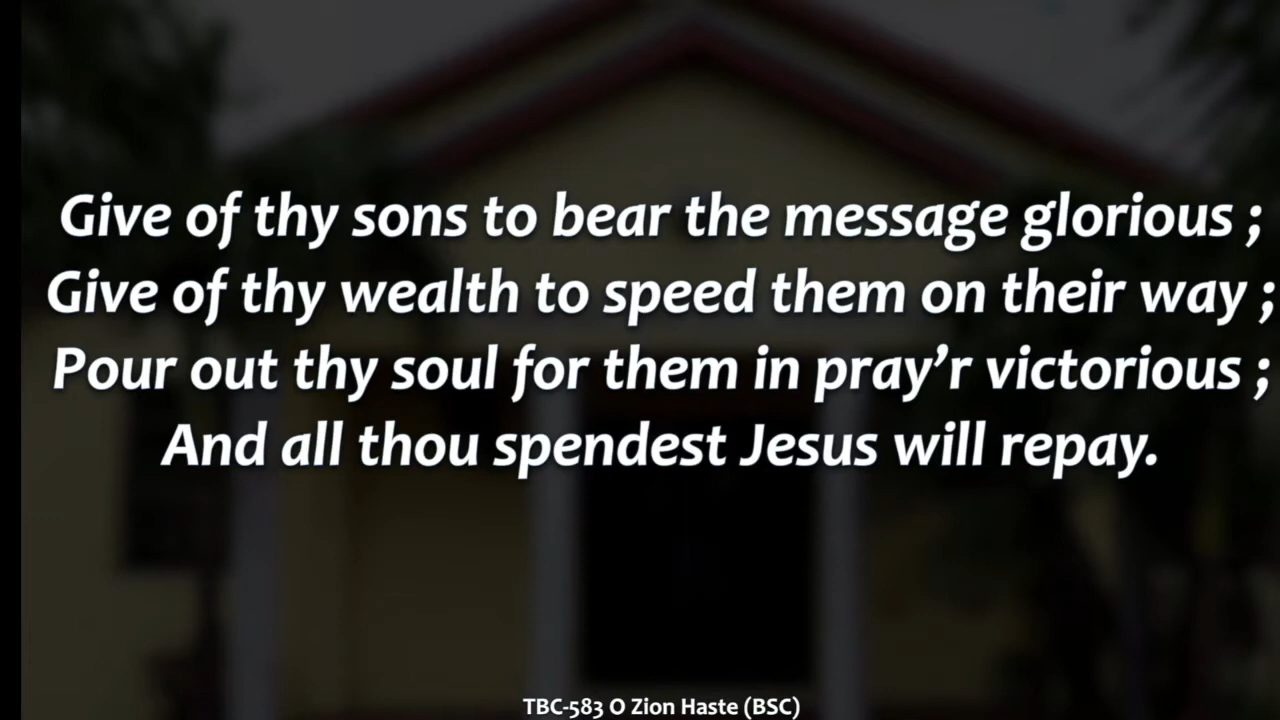 Give of thy sons to bear the message glorious ;
Give of thy wealth to speed them on their way ;
Pour out thy soul for them in pray’r victorious ;
And all thou spendest Jesus will repay.
TBC-583 O Zion Haste (BSC)